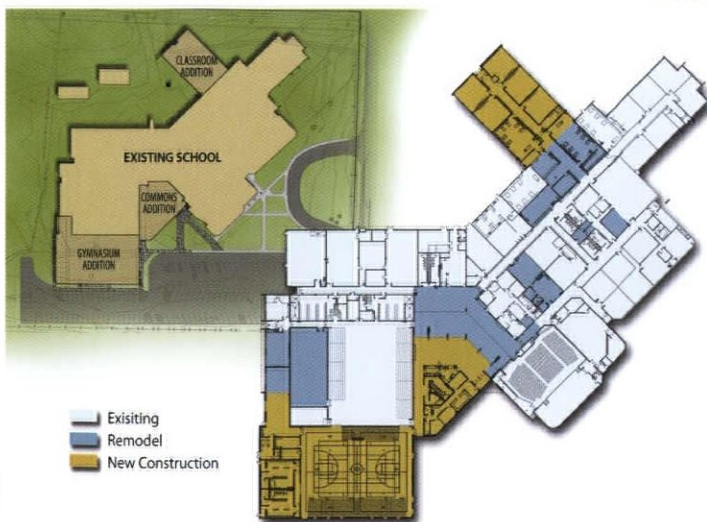 CLASSROOM
ADDITION
EXISTING SCHOOL
COMMONS
ADDITION
GYMNASIUM
ADDITION
Exisiting
Remodel
New Construction